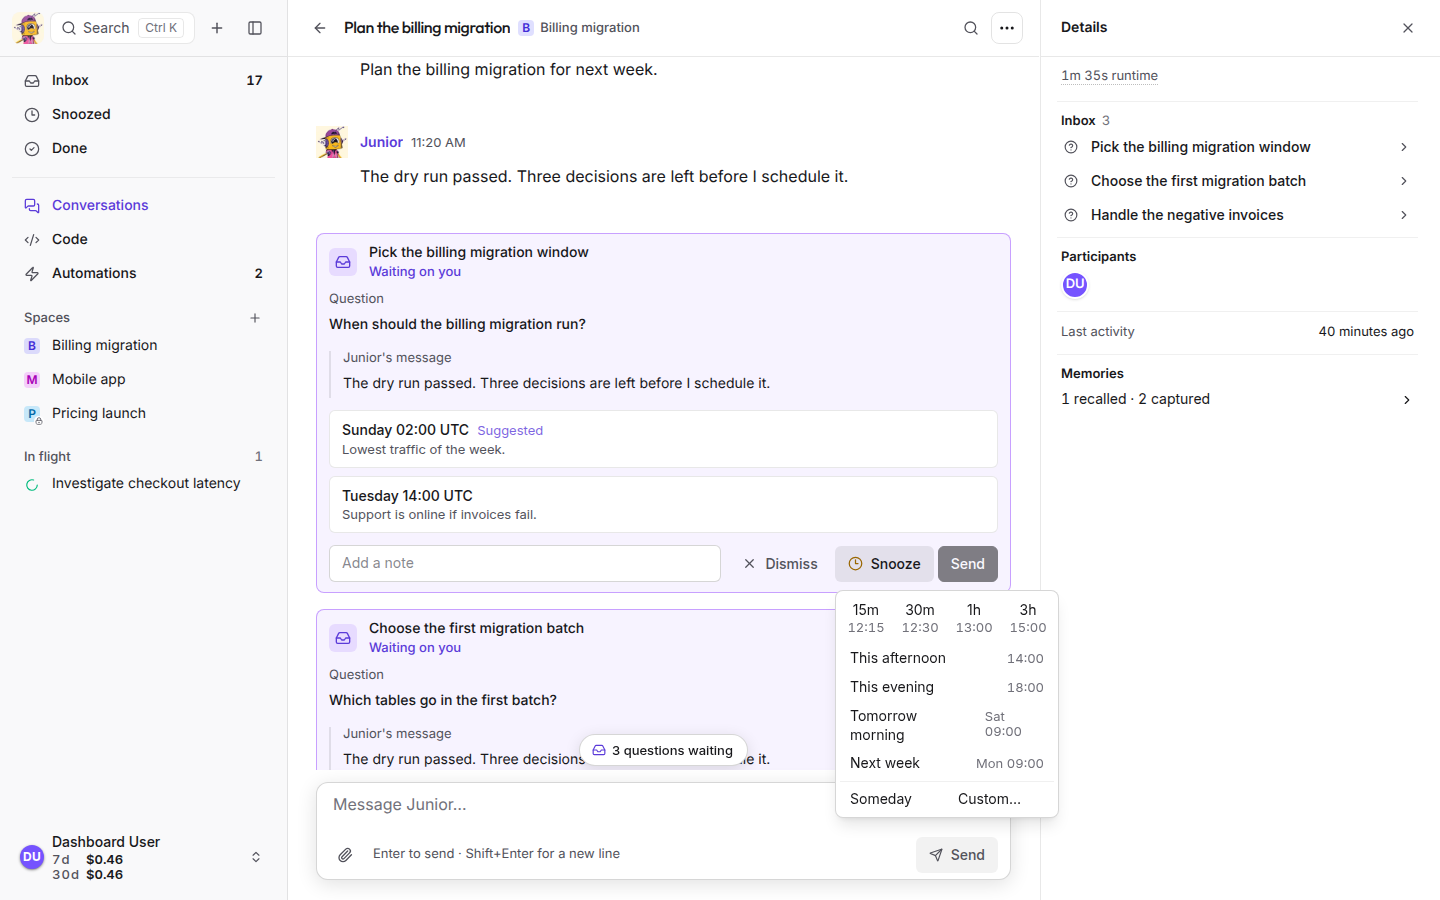 Search Ctrl K
Inbox 17
Snoozed
Done
Conversations
Code
Automations 2
Spaces
B Billing migration
M Mobile app
P Pricing launch
In flight 1
Investigate checkout latency
DU Dashboard User
7d $0.46
30d $0.46
Plan the billing migration B Billing migration
Plan the billing migration for next week.
Junior 11:20 AM
The dry run passed. Three decisions are left before I schedule it.
Pick the billing migration window
Waiting on you
Question
When should the billing migration run?
Junior's message
The dry run passed. Three decisions are left before I schedule it.
Sunday 02:00 UTC Suggested
Lowest traffic of the week.
Tuesday 14:00 UTC
Support is online if invoices fail.
Add a note Dismiss Snooze Send
15m 30m 1h 3h
12:15 12:30 13:00 15:00
This afternoon 14:00
This evening 18:00
Tomorrow morning Sat 09:00
Next week Mon 09:00
Someday Custom...
Choose the first migration batch
Waiting on you
Question
Which tables go in the first batch?
Junior's message
The dry run passed. Three decisions it.
3 questions waiting
Message Junior...
Enter to send · Shift+Enter for a new line Send
Details
1m 35s runtime
Inbox 3
Pick the billing migration window
Choose the first migration batch
Handle the negative invoices
Participants
DU
Last activity 40 minutes ago
Memories
1 recalled · 2 captured